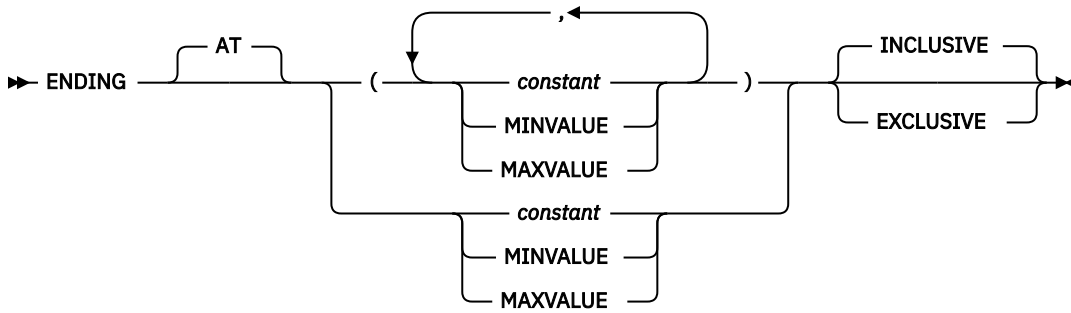 ,
AT
INCLUSIVE
ENDING ( constant )
MINVALUE
EXCLUSIVE
MAXVALUE
constant
MINVALUE
MAXVALUE